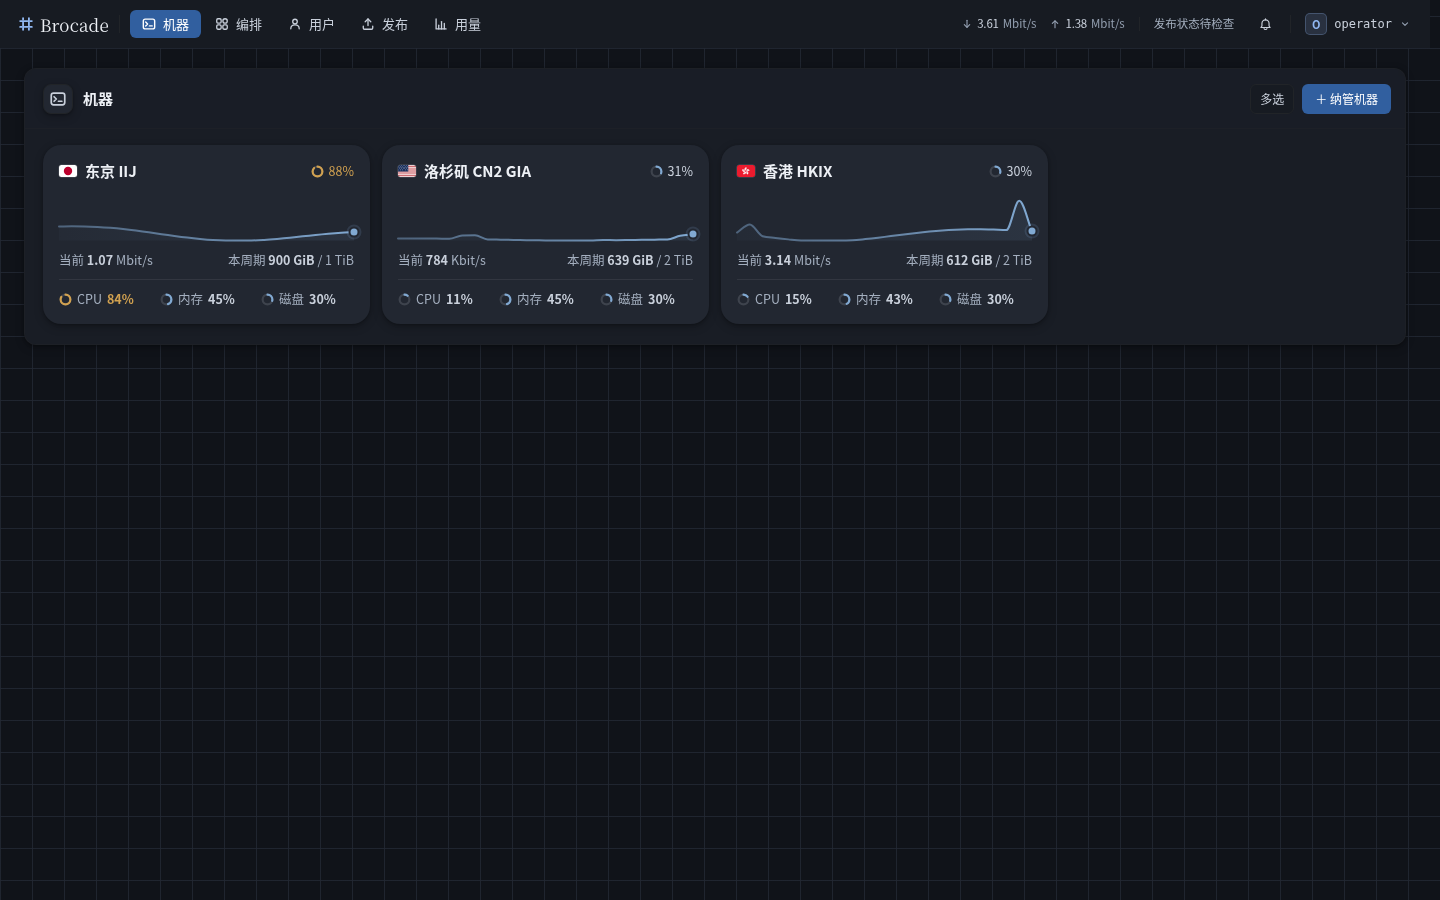 Brocade 机器 编排 用户 发布 用量 ↓ 3.61 Mbit/s ↑ 1.38 Mbit/s 发布状态待检查 O operator
机器 多选 + 纳管机器
东京 IIJ 88%
当前 1.07 Mbit/s 本周期 900 GiB / 1 TiB
CPU 84% 内存 45% 磁盘 30%
洛杉矶 CN2 GIA 31%
当前 784 Kbit/s 本周期 639 GiB / 2 TiB
CPU 11% 内存 45% 磁盘 30%
香港 HKIX 30%
当前 3.14 Mbit/s 本周期 612 GiB / 2 TiB
CPU 15% 内存 43% 磁盘 30%